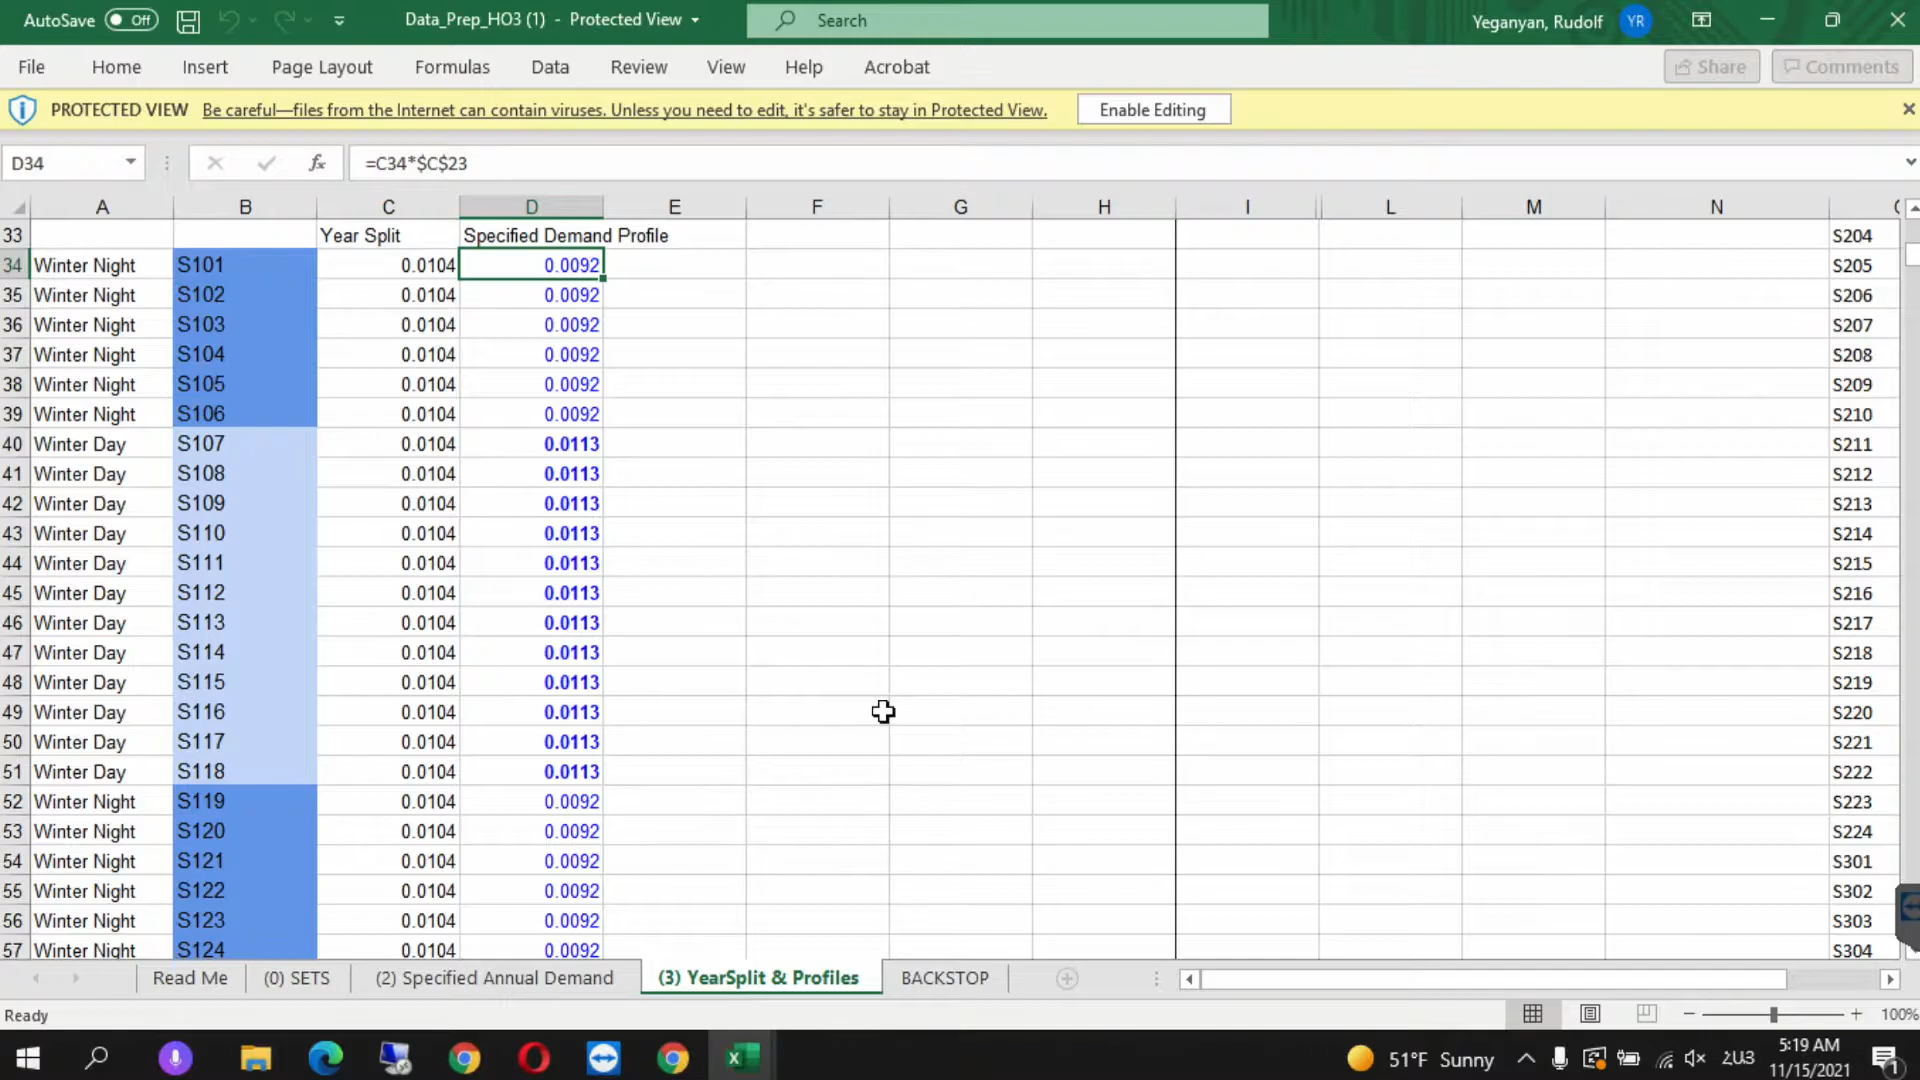 AutoSave Off Data_Prep_HO3 (1) - Protected View Search Yeganyan, Rudolf YR
File Home Insert Page Layout Formulas Data Review View Help Acrobat Share Comments
PROTECTED VIEW Be careful—files from the Internet can contain viruses. Unless you need to edit, it's safer to stay in Protected View. Enable Editing
D34 fx =C34*$C$23
A B C D E F G H I L M N
33 Year Split Specified Demand Profile S204
34 Winter Night S101 0.0104 0.0092 S205
35 Winter Night S102 0.0104 0.0092 S206
36 Winter Night S103 0.0104 0.0092 S207
37 Winter Night S104 0.0104 0.0092 S208
38 Winter Night S105 0.0104 0.0092 S209
39 Winter Night S106 0.0104 0.0092 S210
40 Winter Day S107 0.0104 0.0113 S211
41 Winter Day S108 0.0104 0.0113 S212
42 Winter Day S109 0.0104 0.0113 S213
43 Winter Day S110 0.0104 0.0113 S214
44 Winter Day S111 0.0104 0.0113 S215
45 Winter Day S112 0.0104 0.0113 S216
46 Winter Day S113 0.0104 0.0113 S217
47 Winter Day S114 0.0104 0.0113 S218
48 Winter Day S115 0.0104 0.0113 S219
49 Winter Day S116 0.0104 0.0113 S220
50 Winter Day S117 0.0104 0.0113 S221
51 Winter Day S118 0.0104 0.0113 S222
52 Winter Night S119 0.0104 0.0092 S223
53 Winter Night S120 0.0104 0.0092 S224
54 Winter Night S121 0.0104 0.0092 S301
55 Winter Night S122 0.0104 0.0092 S302
56 Winter Night S123 0.0104 0.0092 S303
57 Winter Night S124 0.0104 0.0092 S304
Read Me (0) SETS (2) Specified Annual Demand (3) YearSplit & Profiles BACKSTOP
Ready 100%
51°F Sunny ՀԱՅ 5:19 AM
11/15/2021 1